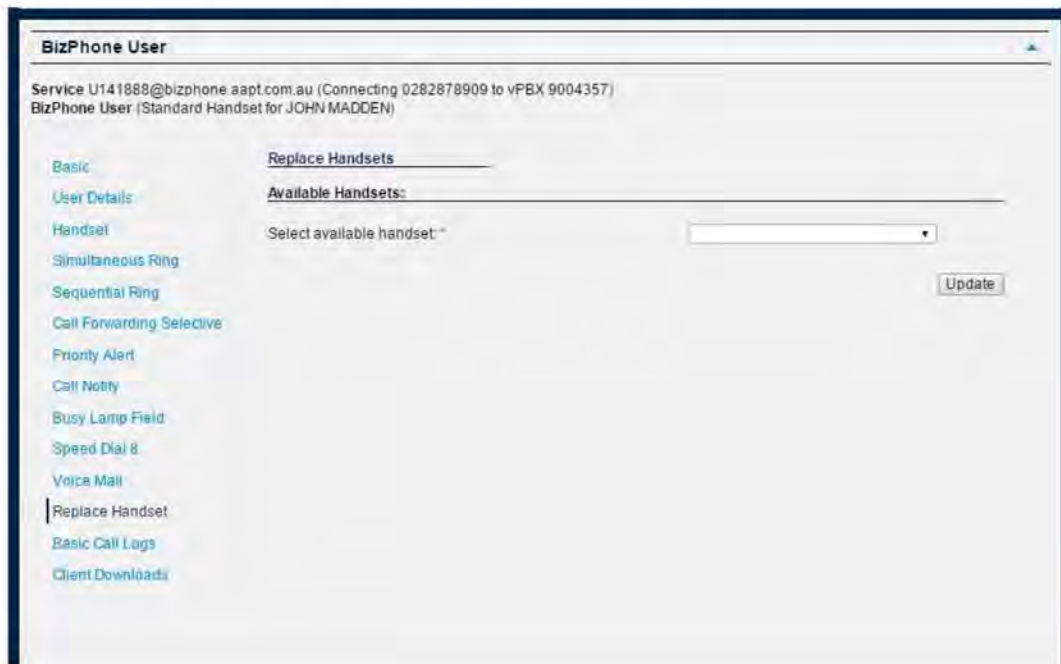 BizPhone User
Service U141888@bizphone.aapt.com.au (Connecting 0282878909 to vPBX 9004357)
BizPhone User (Standard Handset for JOHN MADDEN)
Basic
User Details
Handset
Simultaneous Ring
Sequential Ring
Call Forwarding Selective
Priority Alert
Call Notify
Busy Lamp Field
Speed Dial 8
Voice Mail
Replace Handset
Basic Call Logs
Client Downloads
Replace Handsets
Available Handsets:
Select available handset: *
Update